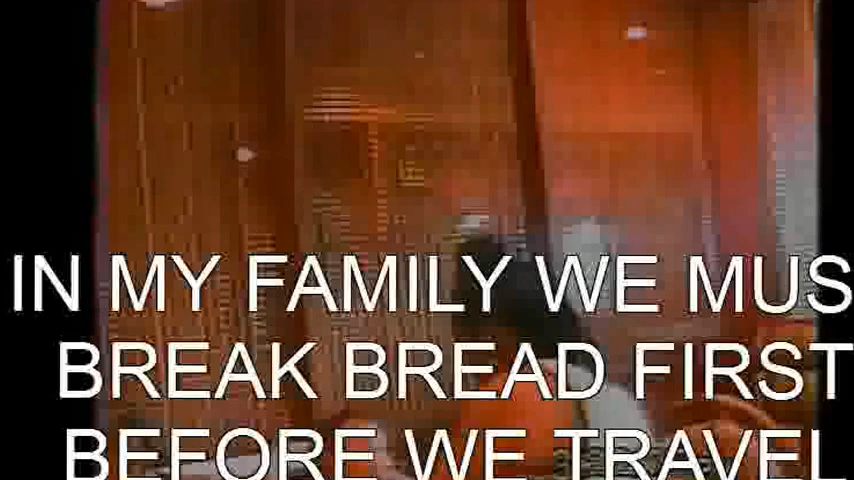 IN MY FAMILY WE MUS
BREAK BREAD FIRST
BEFORE WE TRAVEL